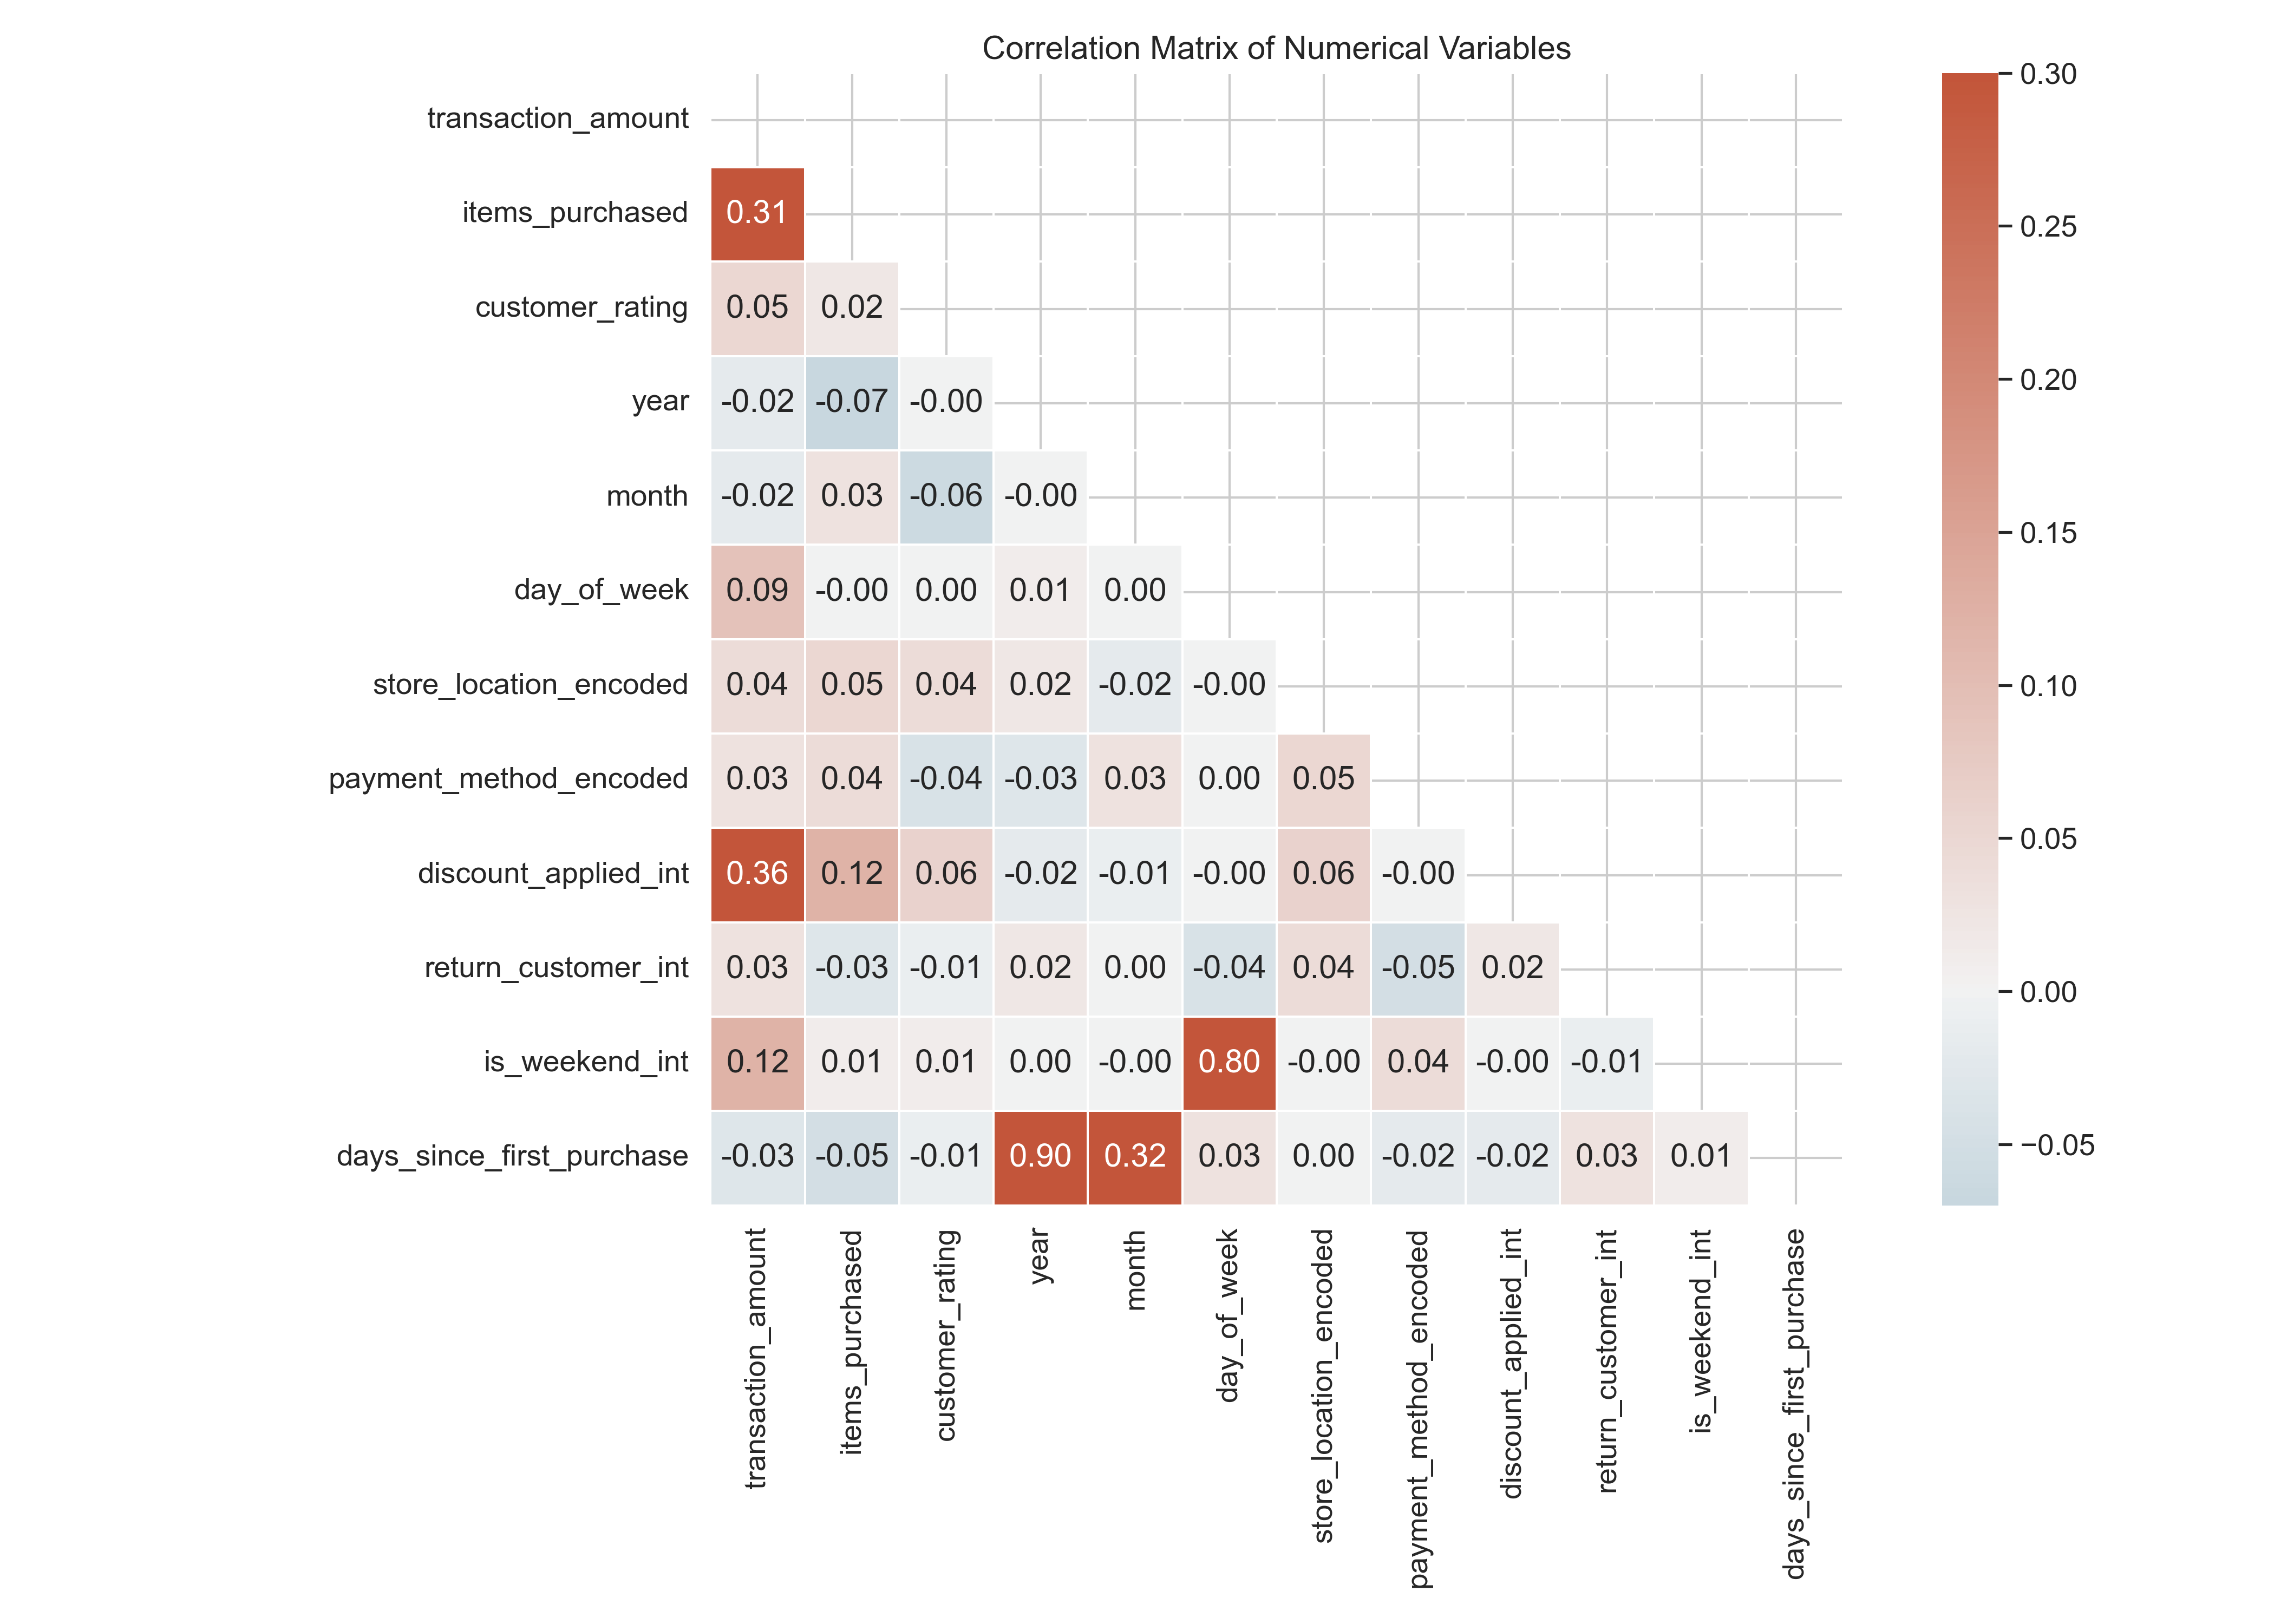 Correlation Matrix of Numerical Variables
transaction_amount
items_purchased 0.31
customer_rating 0.05 0.02
year -0.02 -0.07 -0.00
month -0.02 0.03 -0.06 -0.00
day_of_week 0.09 -0.00 0.00 0.01 0.00
store_location_encoded 0.04 0.05 0.04 0.02 -0.02 -0.00
payment_method_encoded 0.03 0.04 -0.04 -0.03 0.03 0.00 0.05
discount_applied_int 0.36 0.12 0.06 -0.02 -0.01 -0.00 0.06 -0.00
return_customer_int 0.03 -0.03 -0.01 0.02 0.00 -0.04 0.04 -0.05 0.02
is_weekend_int 0.12 0.01 0.01 0.00 -0.00 0.80 -0.00 0.04 -0.00 -0.01
days_since_first_purchase -0.03 -0.05 -0.01 0.90 0.32 0.03 0.00 -0.02 -0.02 0.03 0.01
transaction_amount
items_purchased
customer_rating
year
month
day_of_week
store_location_encoded
payment_method_encoded
discount_applied_int
return_customer_int
is_weekend_int
days_since_first_purchase
0.30
0.25
0.20
0.15
0.10
0.05
0.00
−0.05